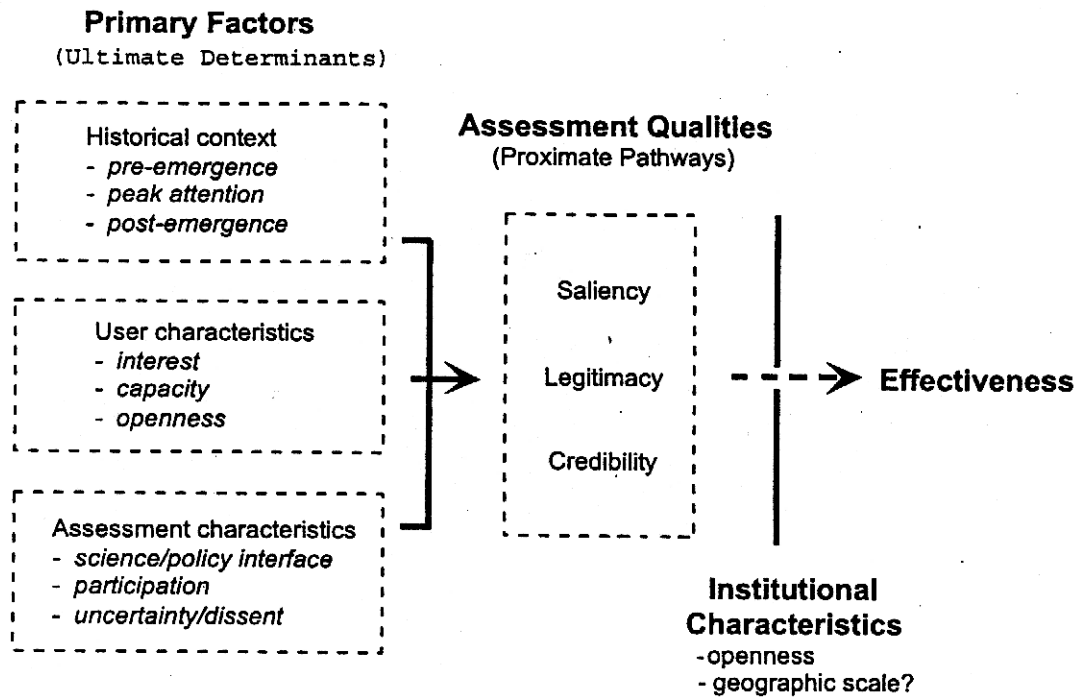 Primary Factors
(Ultimate Determinants)
Historical context
- pre-emergence
- peak attention
- post-emergence
User characteristics
- interest
- capacity
- openness
Assessment characteristics
- science/policy interface
- participation
- uncertainty/dissent
Assessment Qualities
(Proximate Pathways)
Saliency
Legitimacy
Credibility
Effectiveness
Institutional
Characteristics
-openness
- geographic scale?